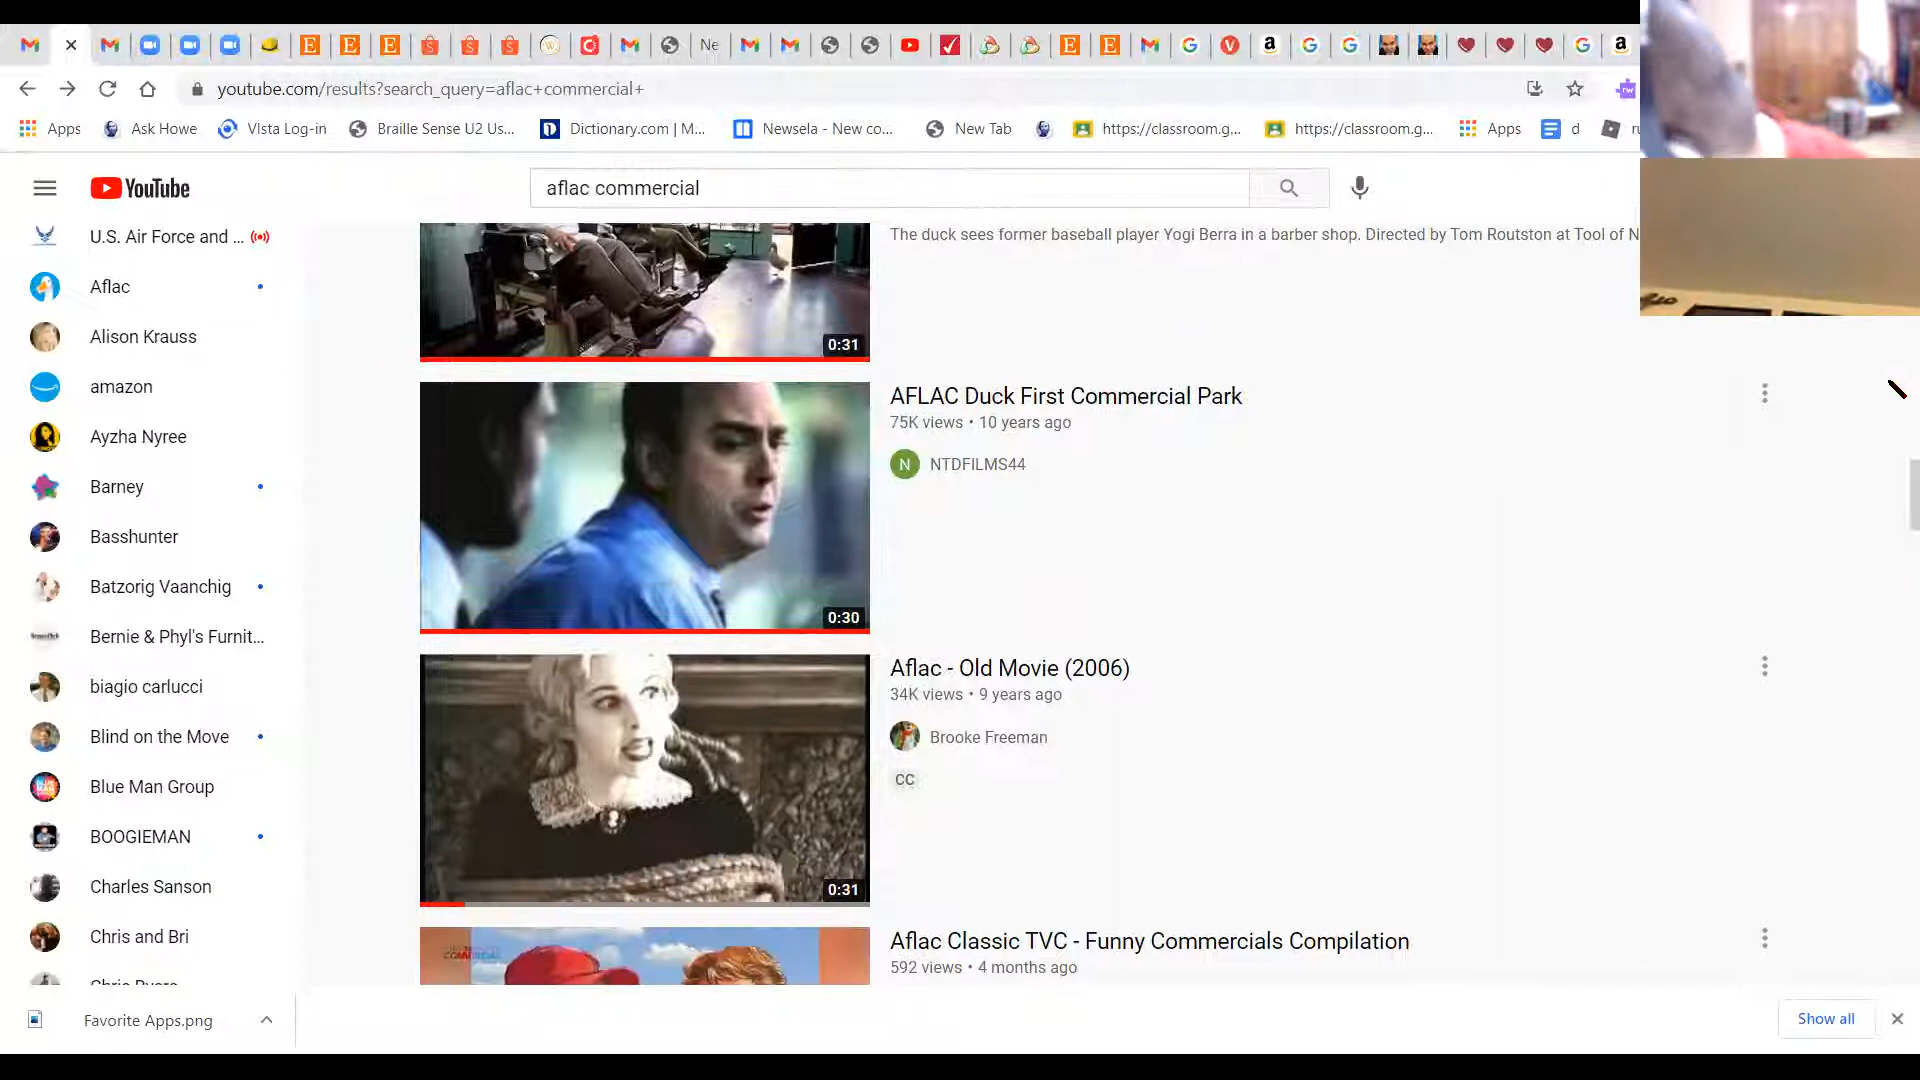 Ne
youtube.com/results?search_query=aflac+commercial+
Apps
Ask Howe
VIsta Log-in
Braille Sense U2 Us...
Dictionary.com | M...
Newsela - New co...
New Tab
https://classroom.g...
https://classroom.g...
Apps
d
YouTube
aflac commercial
U.S. Air Force and ...
Aflac
Alison Krauss
amazon
Ayzha Nyree
Barney
Basshunter
Batzorig Vaanchig
Bernie & Phyl's Furnit...
biagio carlucci
Blind on the Move
Blue Man Group
BOOGIEMAN
Charles Sanson
Chris and Bri
The duck sees former baseball player Yogi Berra in a barber shop. Directed by Tom Routston at Tool of N
0:31
AFLAC Duck First Commercial Park
75K views • 10 years ago
N NTDFILMS44
0:30
Aflac - Old Movie (2006)
34K views • 9 years ago
Brooke Freeman
CC
0:31
Aflac Classic TVC - Funny Commercials Compilation
592 views • 4 months ago
Favorite Apps.png
Show all